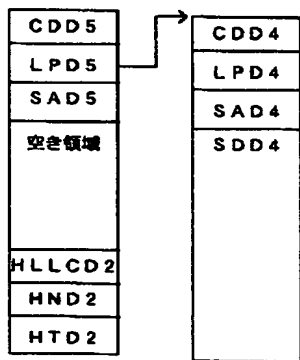 CDD5
LPD5
SAD5
空き領域
HLLCD2
HND2
HTD2
CDD4
LPD4
SAD4
SDD4